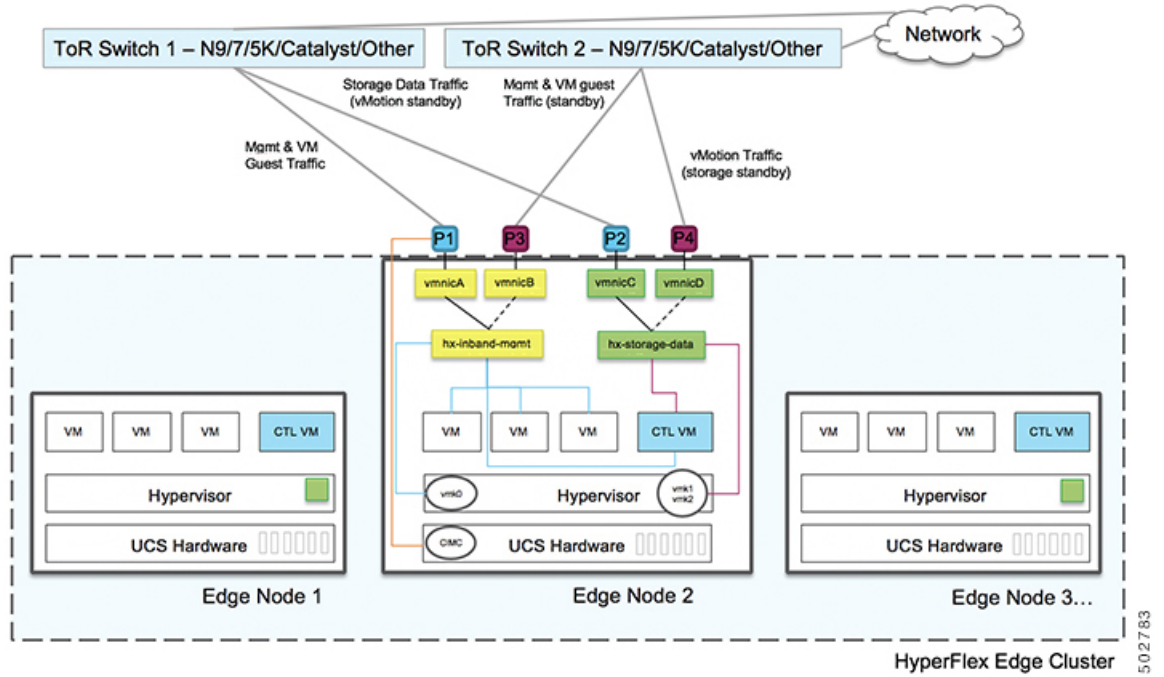 ToR Switch 1 – N9/7/5K/Catalyst/Other
ToR Switch 2 – N9/7/5K/Catalyst/Other
Network
Storage Data Traffic
(vMotion standby)
Mgmt & VM guest
Traffic (standby)
Mgmt & VM
Guest Traffic
vMotion Traffic
(storage standby)
P1
P3
P2
P4
vmnicA
vmnicB
vmnicC
vmnicD
hx-inband-mgmt
hx-storage-data
VM
VM
VM
CTL VM
Hypervisor
UCS Hardware
Edge Node 1
VM
VM
VM
CTL VM
vmk0
Hypervisor
vmk1
vmk2
CIMC
UCS Hardware
Edge Node 2
VM
VM
VM
CTL VM
Hypervisor
UCS Hardware
Edge Node 3...
HyperFlex Edge Cluster
502783